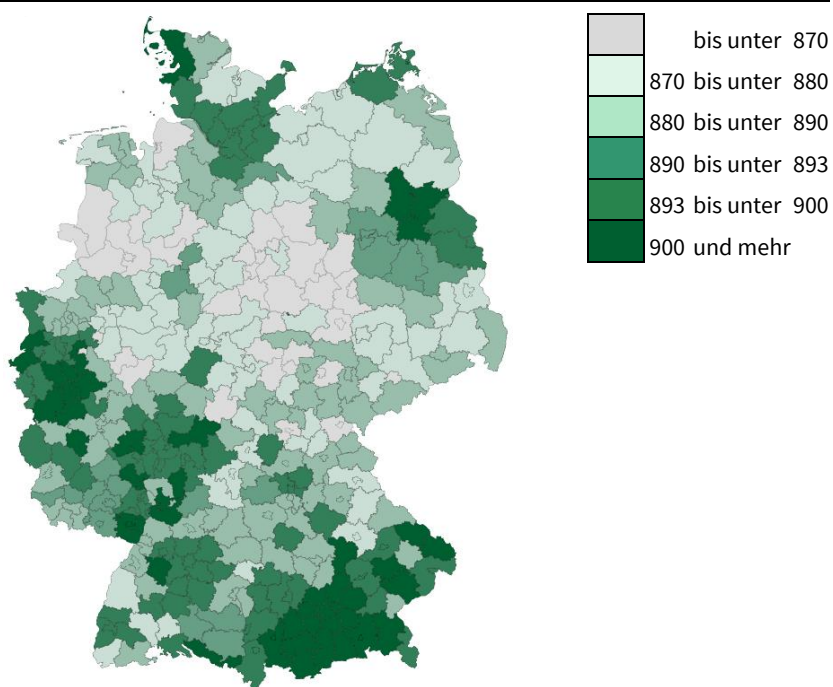 bis unter 870
870 bis unter 880
880 bis unter 890
890 bis unter 893
893 bis unter 900
900 und mehr